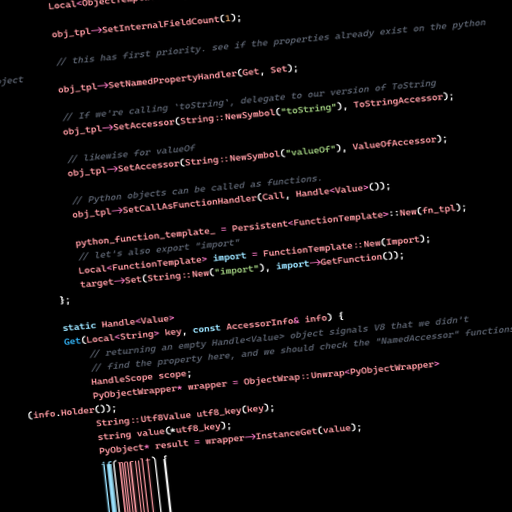 Local<
obj_tpl->SetInternalFieldCount(1);
// this has first priority. see if the properties already exist on the python
ject
obj_tpl->SetNamedPropertyHandler(Get, Set);
// If we're calling 'toString', delegate to our version of ToString
obj_tpl->SetAccessor(String::NewSymbol("toString"), ToStringAccessor);
// likewise for valueOf
obj_tpl->SetAccessor(String::NewSymbol("valueOf"), ValueOfAccessor);
// Python objects can be called as functions.
obj_tpl->SetCallAsFunctionHandler(Call, Handle<Value>());
python_function_template_ = Persistent<FunctionTemplate>::New(fn_tpl);
// let's also export "import"
Local<FunctionTemplate> import = FunctionTemplate::New(Import);
target->Set(String::New("import"), import->GetFunction());
};
static Handle<Value>
Get(Local<String> key, const AccessorInfo& info) {
// returning an empty Handle<Value> object signals V8 that we didn't
// find the property here, and we should check the "NamedAccessor" functions
HandleScope scope;
PyObjectWrapper* wrapper = ObjectWrap::Unwrap<PyObjectWrapper>
(info.Holder());
String::Utf8Value utf8_key(key);
string value(*utf8_key);
PyObject* result = wrapper->InstanceGet(value);